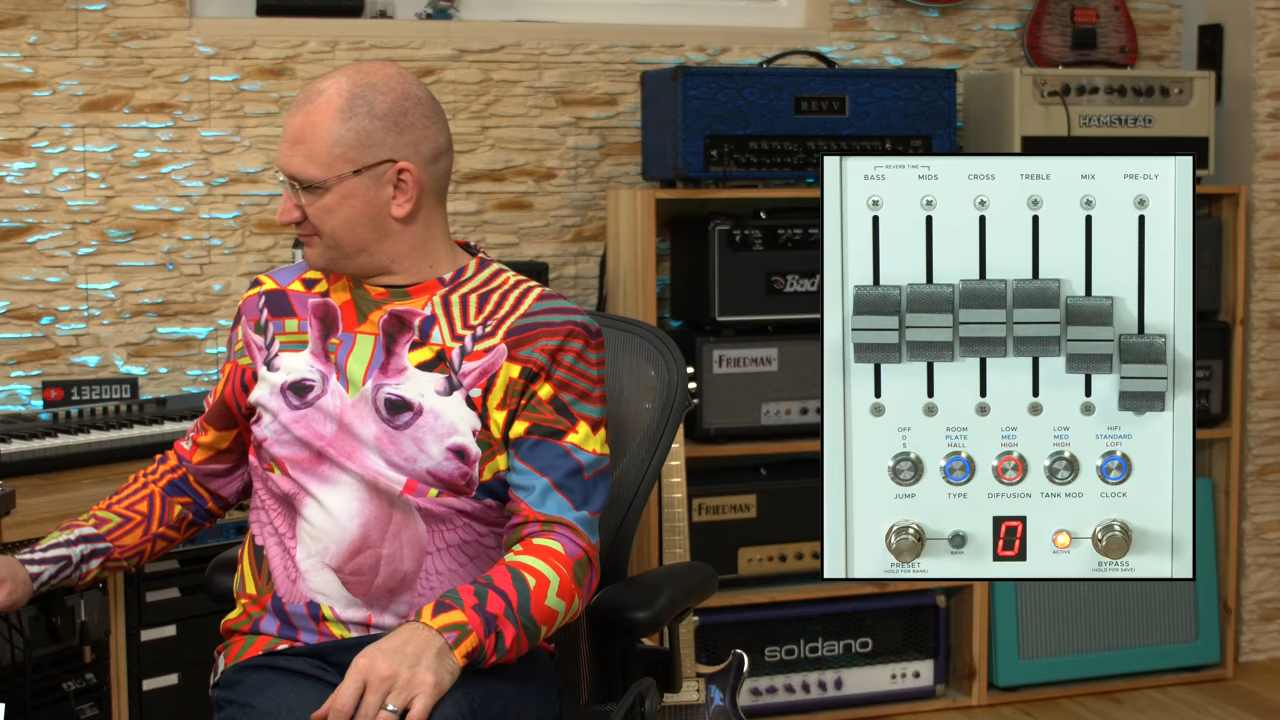 REVV
HAMSTEAD
REVERB TIME
BASS MIDS CROSS TREBLE MIX PRE-DLY
Bad
FRIEDMAN
132000
OFF
0
5
JUMP
ROOM
PLATE
HALL
TYPE
LOW
MED
HIGH
DIFFUSION
LOW
MED
HIGH
TANK MOD
HIFI
STANDARD
LOFI
CLOCK
FRIEDMAN
0
BANK
ACTIVE
PRESET
(HOLD FOR BANK)
BYPASS
(HOLD FOR SAVE)
soldano